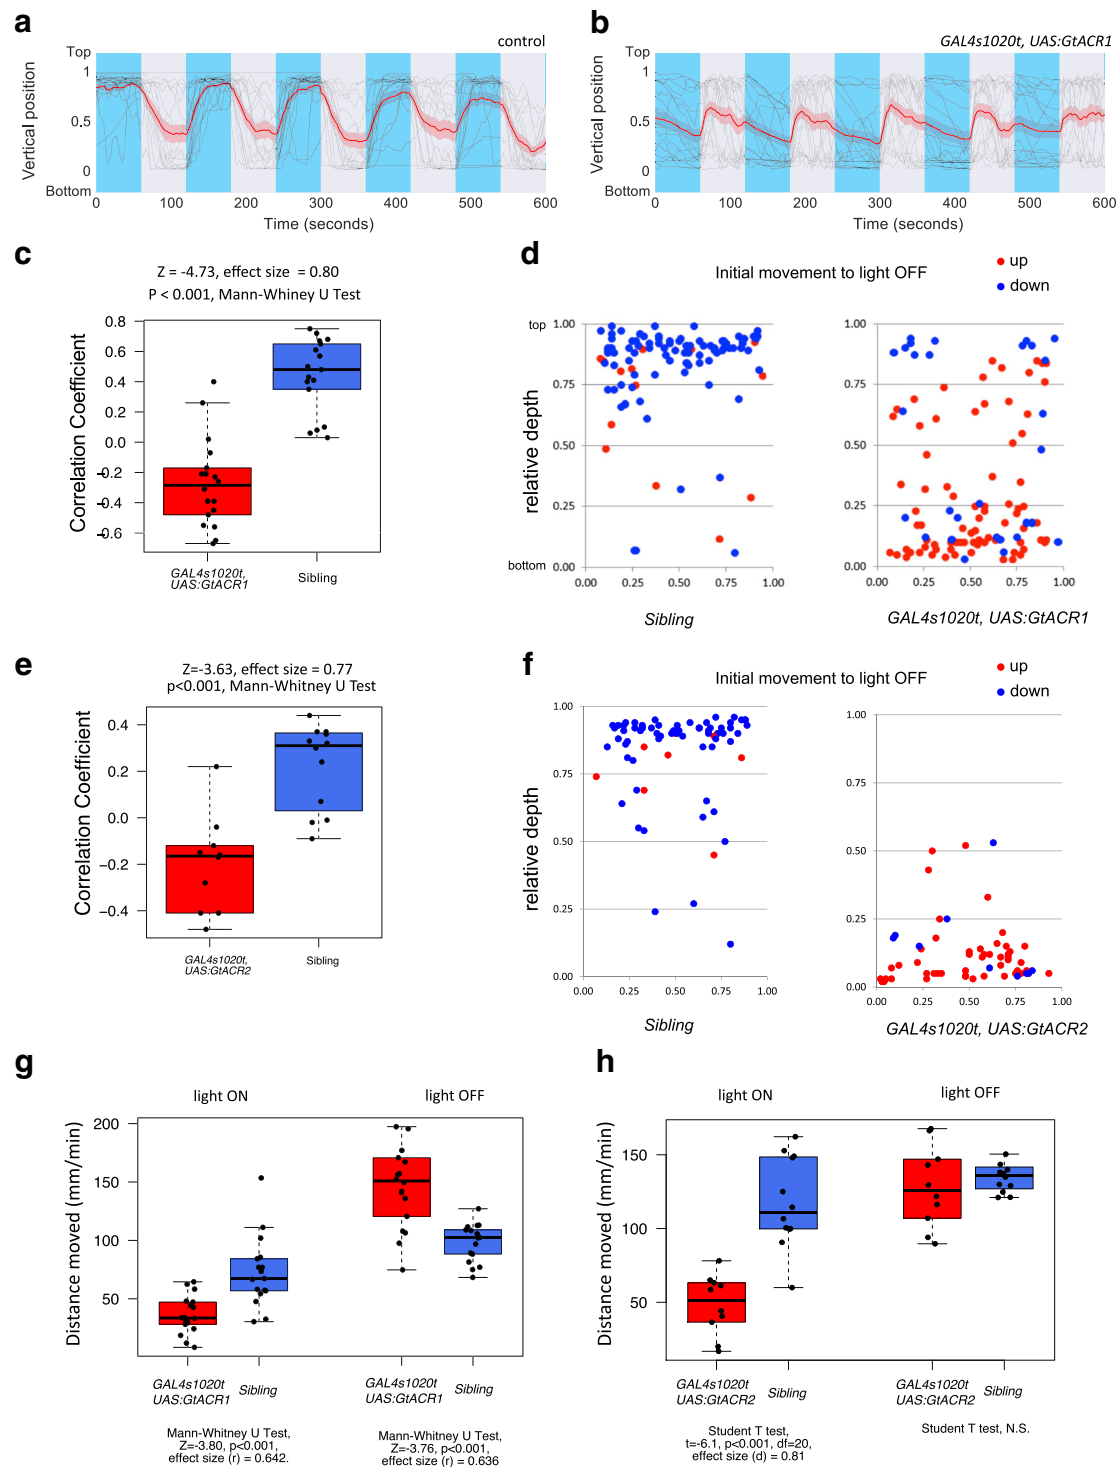 a
control
Top
1
0.5
0
Bottom
Vertical position
0 100 200 300 400 500 600
Time (seconds)
b
GAL4s1020t, UAS:GtACR1
Top
1
0.5
0
Bottom
Vertical position
0 100 200 300 400 500 600
Time (seconds)
c
Z = -4.73, effect size = 0.80
P < 0.001, Mann-Whiney U Test
Correlation Coefficient
0.8
0.6
0.4
0.2
0.0
-0.2
-0.4
-0.6
GAL4s1020t,
UAS:GtACR1
Sibling
d
Initial movement to light OFF
up
down
relative depth
top 1.00
0.75
0.50
0.25
0.00
bottom
0.00 0.25 0.50 0.75 1.00
Sibling
1.00
0.75
0.50
0.25
0.00
0.00 0.25 0.50 0.75 1.00
GAL4s1020t, UAS:GtACR1
e
Z=-3.63, effect size = 0.77
p<0.001, Mann-Whitney U Test
Correlation Coefficient
0.4
0.2
0.0
−0.2
−0.4
GAL4s1020t,
UAS:GtACR2
Sibling
f
Initial movement to light OFF
up
down
relative depth
1.00
0.75
0.50
0.25
0.00
0.00 0.25 0.50 0.75 1.00
Sibling
1.00
0.75
0.50
0.25
0.00
0.00 0.25 0.50 0.75 1.00
GAL4s1020t, UAS:GtACR2
g
light ON
light OFF
Distance moved (mm/min)
200
150
100
50
GAL4s1020t
UAS:GtACR1
Sibling
GAL4s1020t
UAS:GtACR1
Sibling
Mann-Whitney U Test,
Z=-3.80, p<0.001,
effect size (r) = 0.642.
Mann-Whitney U Test,
Z=-3.76, p<0.001,
effect size (r) = 0.636
h
light ON
light OFF
Distance moved (mm/min)
150
100
50
GAL4s1020t
UAS:GtACR2
Sibling
GAL4s1020t
UAS:GtACR2
Sibling
Student T test,
t=-6.1, p<0.001, df=20,
effect size (d) = 0.81
Student T test, N.S.